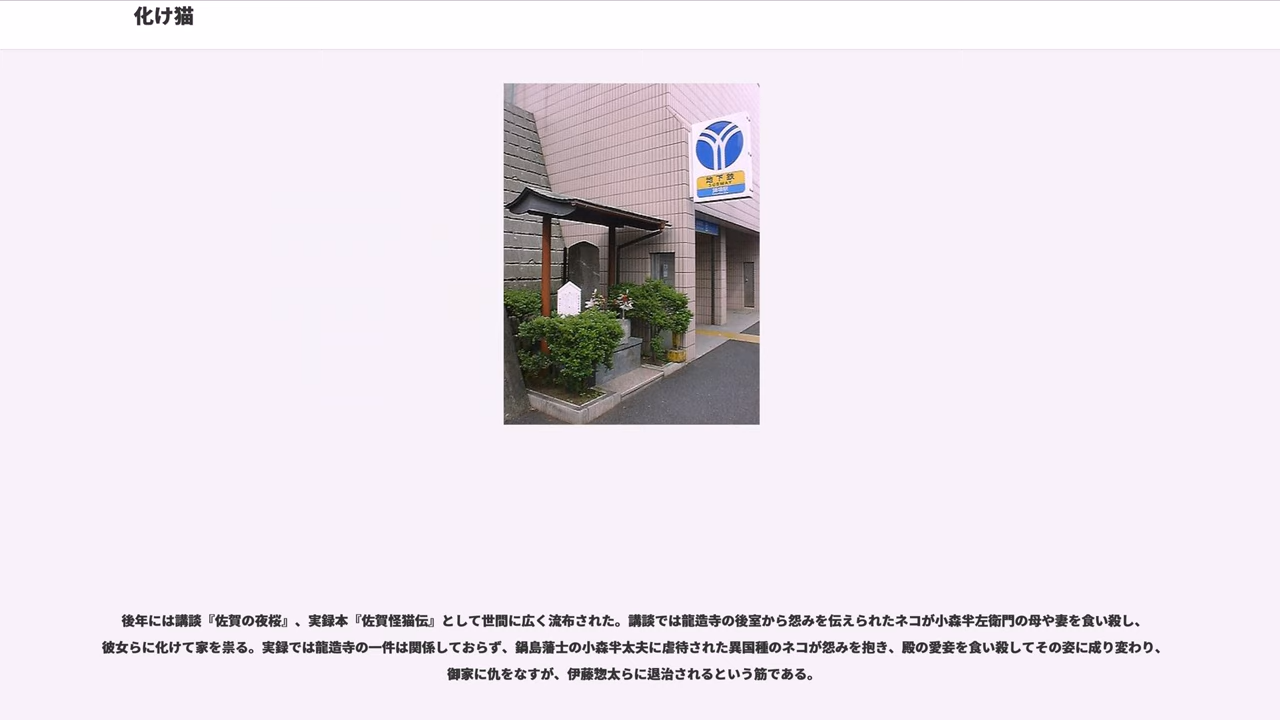 化け猫
地下鉄
SUBWAY
後年には講談『佐賀の夜桜』、実録本『佐賀怪猫伝』として世間に広く流布された。講談では龍造寺の後室から怨みを伝えられたネコが小森半左衛門の母や妻を食い殺し、
彼女らに化けて家を祟る。実録では龍造寺の一件は関係しておらず、鍋島藩士の小森半太夫に虐待された異国種のネコが怨みを抱き、殿の愛妾を食い殺してその姿に成り変わり、
御家に仇をなすが、伊藤惣太らに退治されるという筋である。